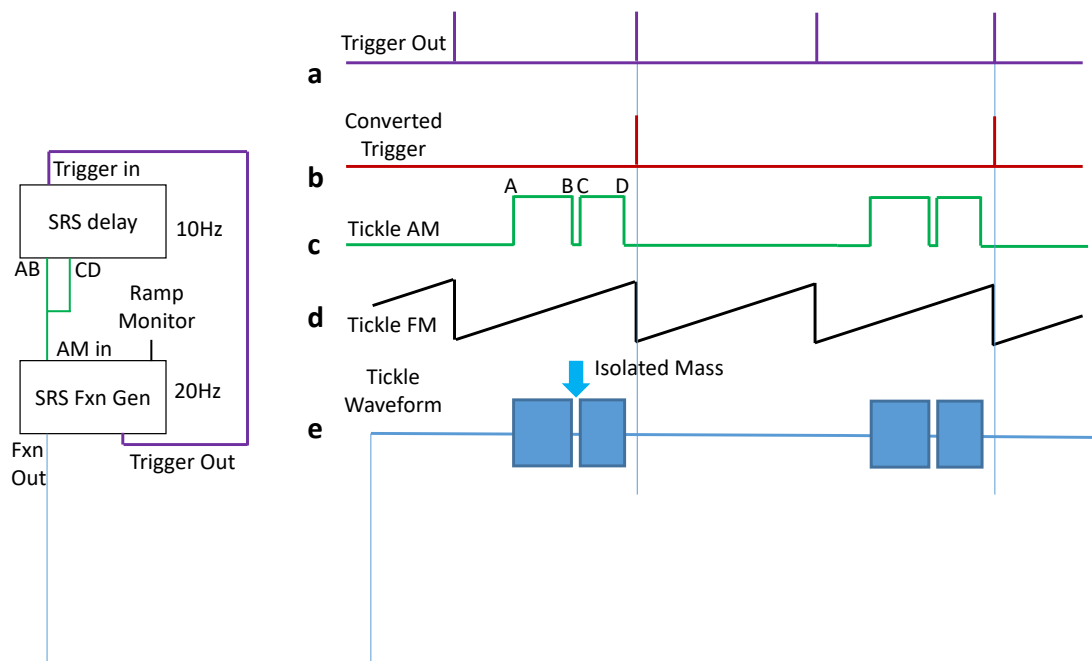 Trigger in
SRS delay
10Hz
AB
CD
Ramp
Monitor
AM in
SRS Fxn Gen
20Hz
Fxn
Out
Trigger Out
Trigger Out
a
Converted
Trigger
b
A
B
C
D
Tickle AM
c
Tickle FM
d
Isolated Mass
Tickle
Waveform
e